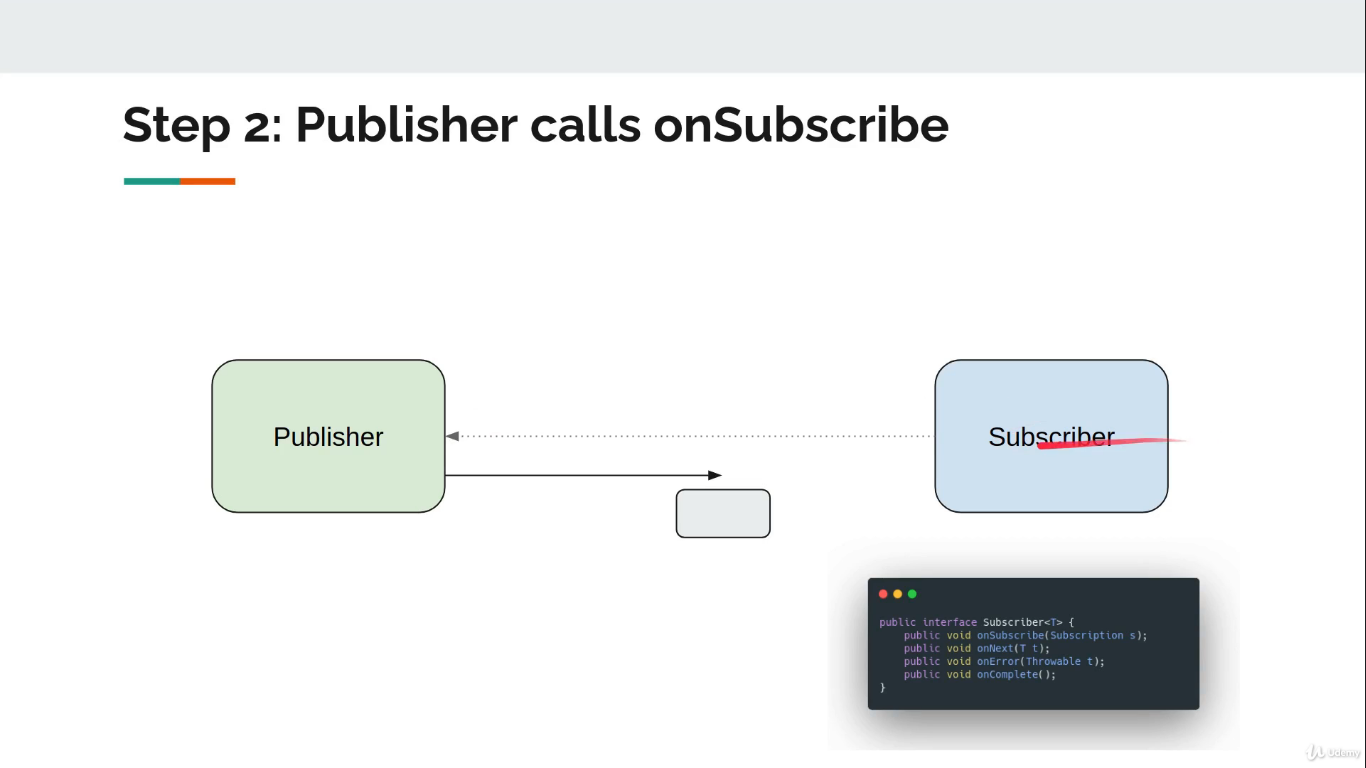 Step 2: Publisher calls onSubscribe
Publisher
Subscriber
public interface Subscriber<T> {
    public void onSubscribe(Subscription s);
    public void onNext(T t);
    public void onError(Throwable t);
    public void onComplete();
}
Udemy